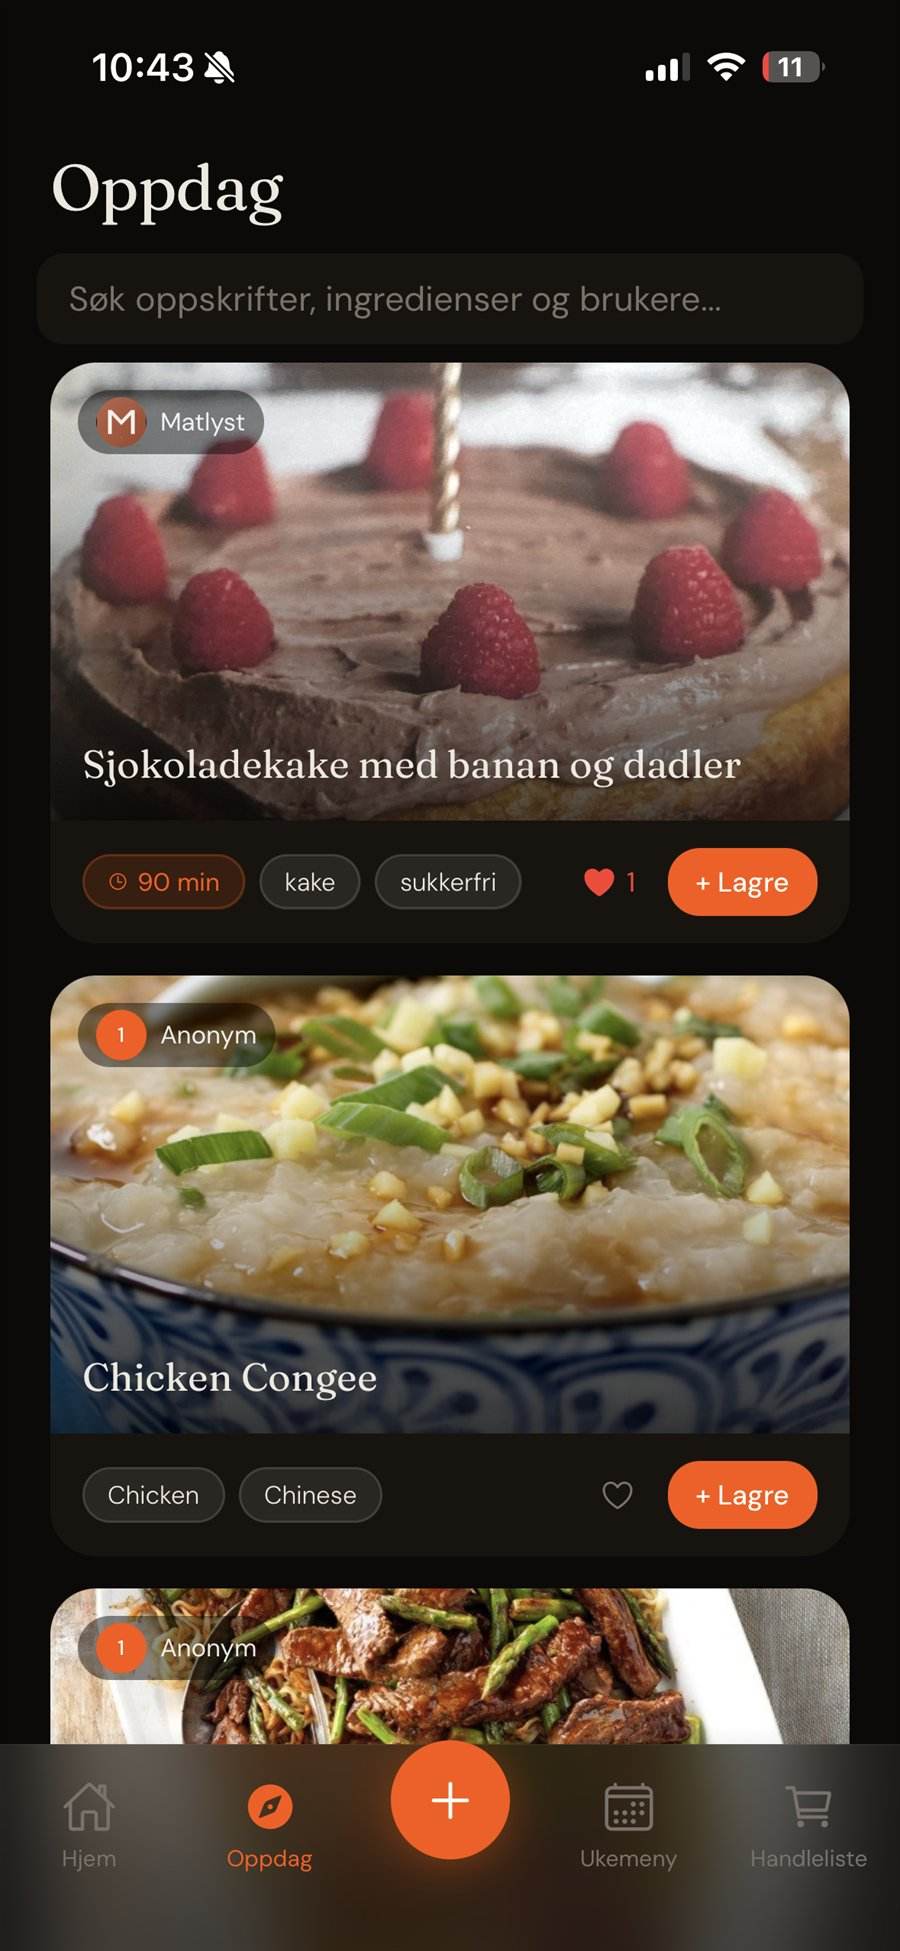 10:43
11
Oppdag
Søk oppskrifter, ingredienser og brukere...
M Matlyst
Sjokoladekake med banan og dadler
90 min kake sukkerfri 1 + Lagre
1 Anonym
Chicken Congee
Chicken Chinese + Lagre
1 Anonym
+
Hjem Oppdag Ukemeny Handleliste